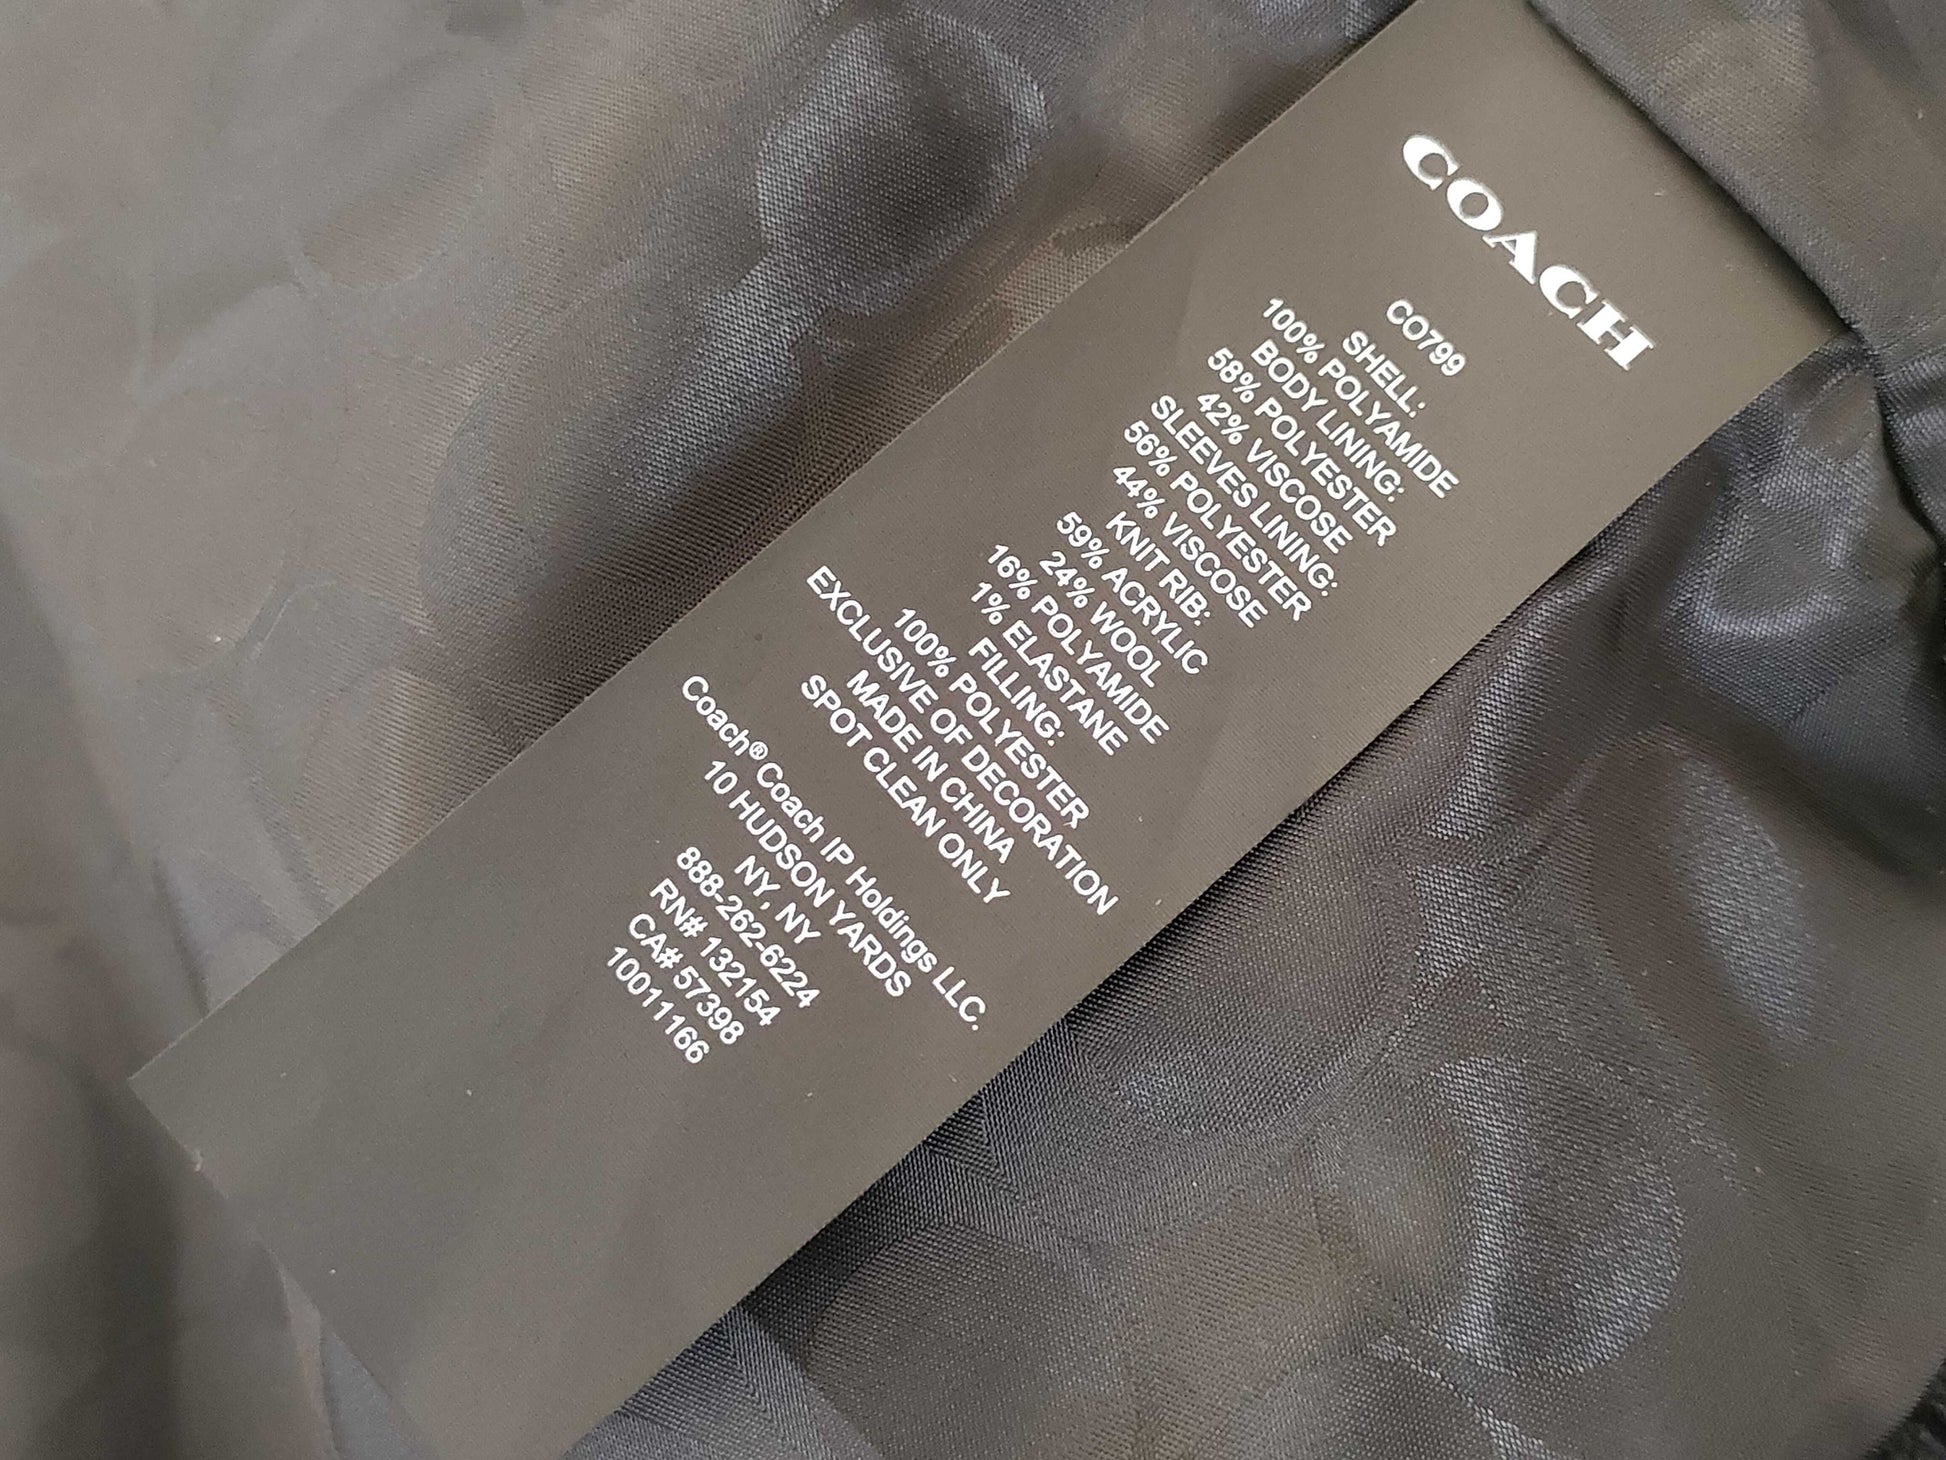 COACH
CO799
SHELL:
100% POLYAMIDE
BODY LINING:
58% POLYESTER
42% VISCOSE
SLEEVES LINING:
56% POLYESTER
44% VISCOSE
KNIT RIB:
59% ACRYLIC
24% WOOL
16% POLYAMIDE
1% ELASTANE
FILLING:
100% POLYESTER
EXCLUSIVE OF DECORATION
MADE IN CHINA
SPOT CLEAN ONLY
Coach® Coach IP Holdings LLC.
10 HUDSON YARDS
NY, NY
888-262-6224
RN# 132154
CA# 57398
10011166